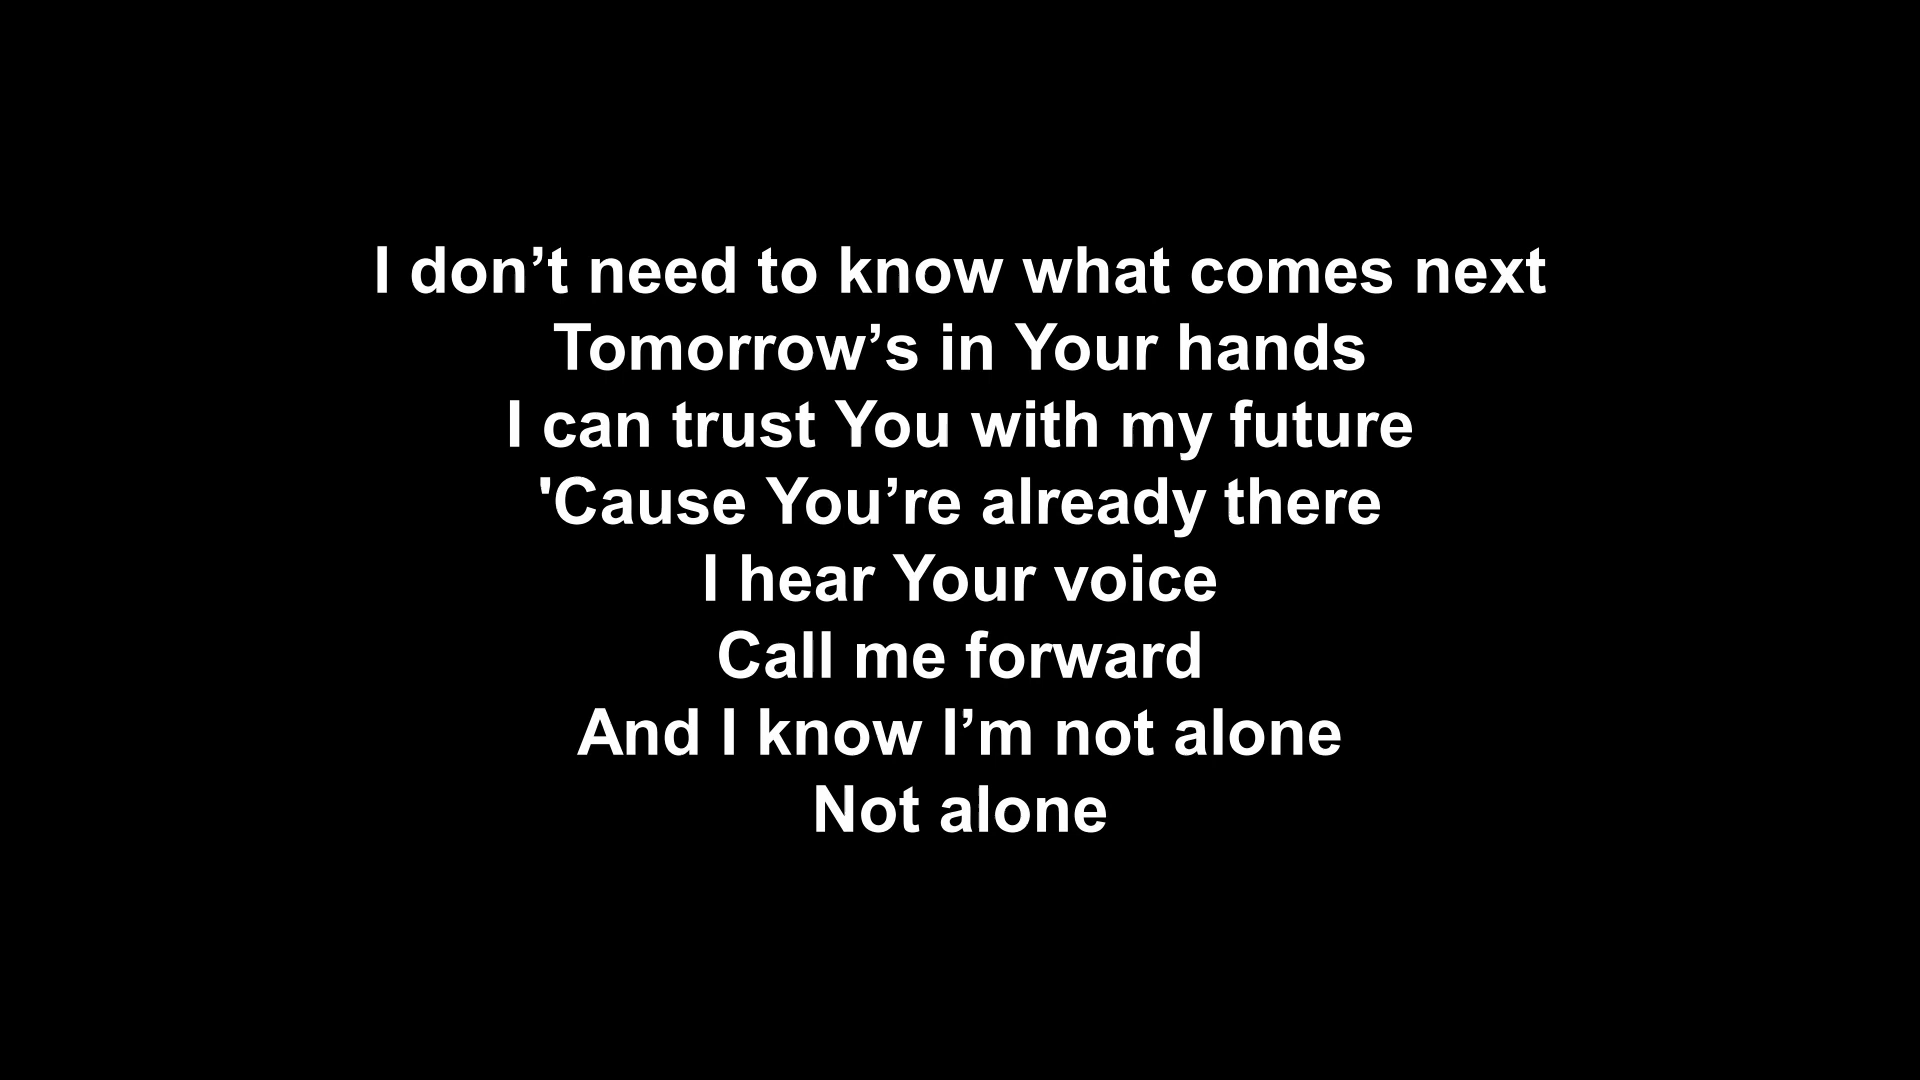 I don’t need to know what comes next
Tomorrow’s in Your hands
I can trust You with my future
'Cause You’re already there
I hear Your voice
Call me forward
And I know I’m not alone
Not alone